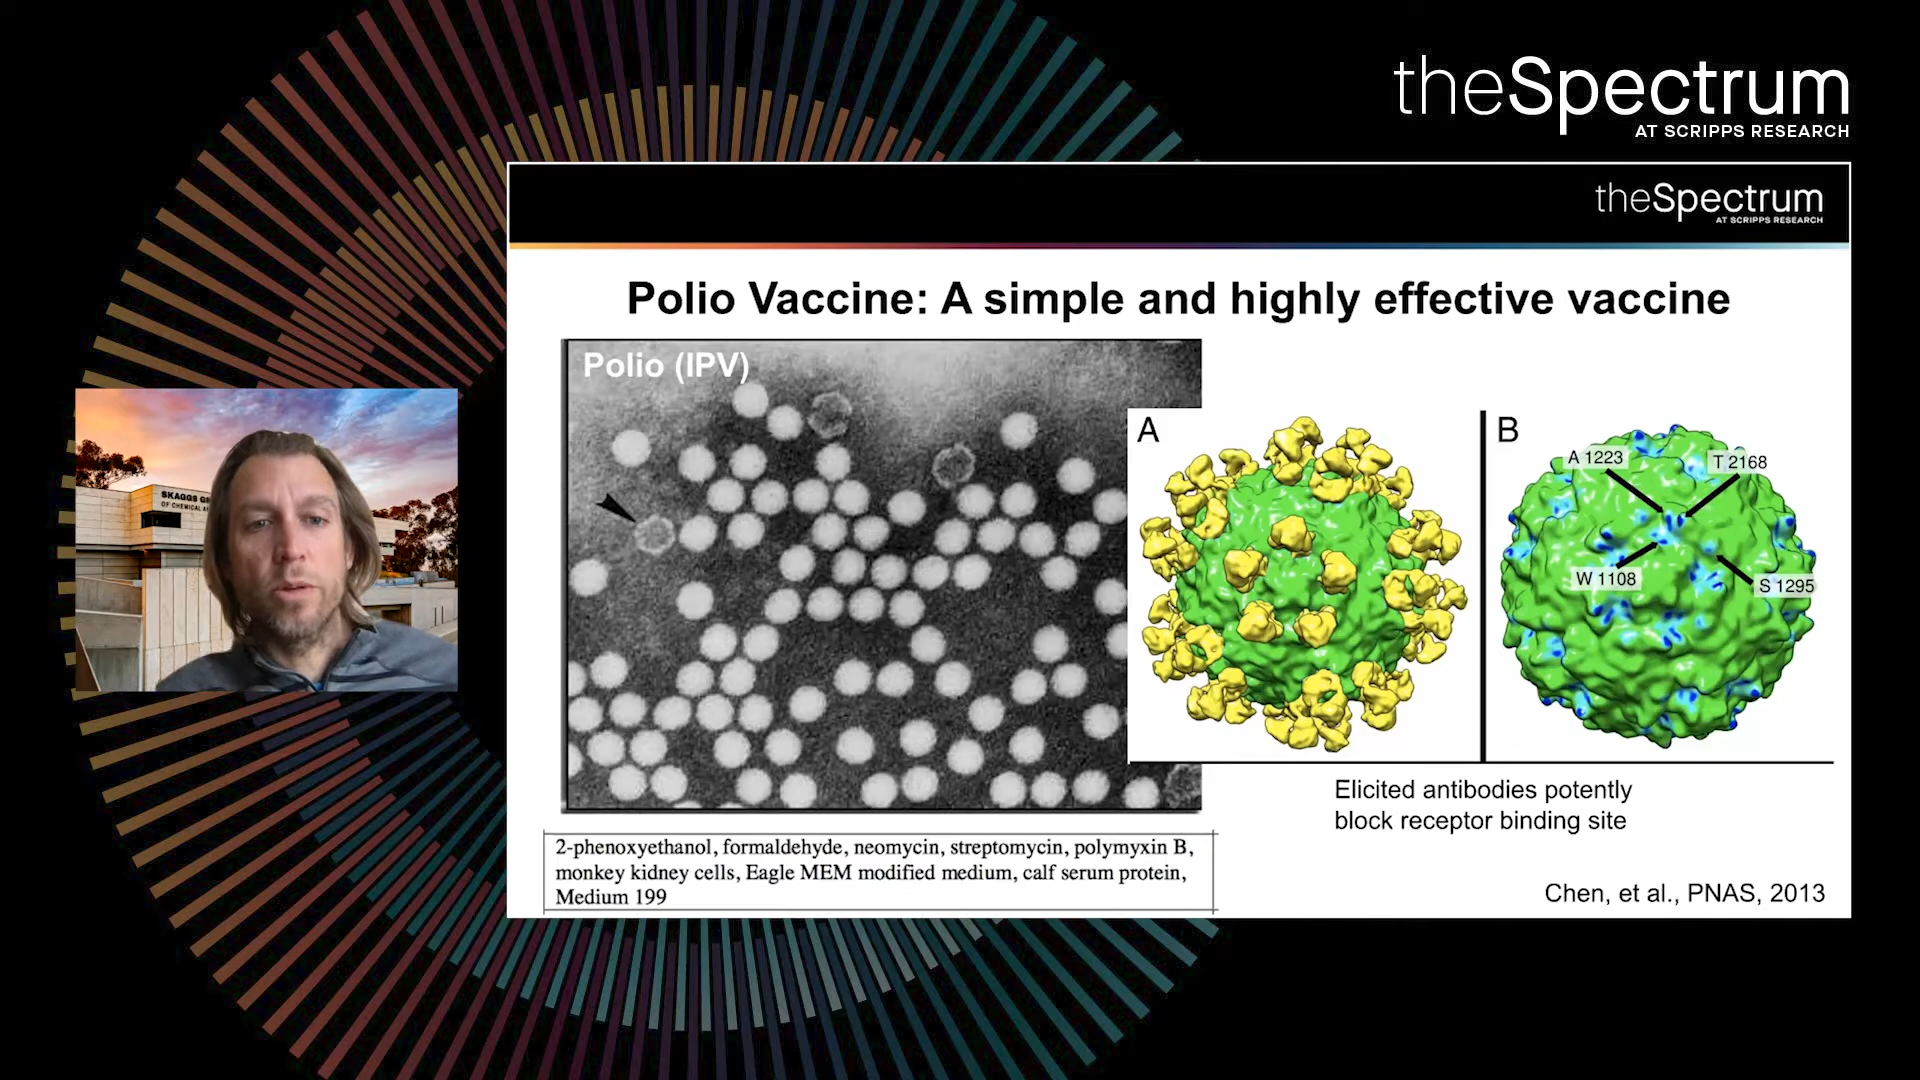 theSpectrum
AT SCRIPPS RESEARCH
theSpectrum
AT SCRIPPS RESEARCH
Polio Vaccine: A simple and highly effective vaccine
Polio (IPV)
A
B
A 1223
T 2168
W 1108
S 1295
SKAGGS
OF CHEMICAL
Elicited antibodies potently
block receptor binding site
2-phenoxyethanol, formaldehyde, neomycin, streptomycin, polymyxin B,
monkey kidney cells, Eagle MEM modified medium, calf serum protein,
Medium 199
Chen, et al., PNAS, 2013